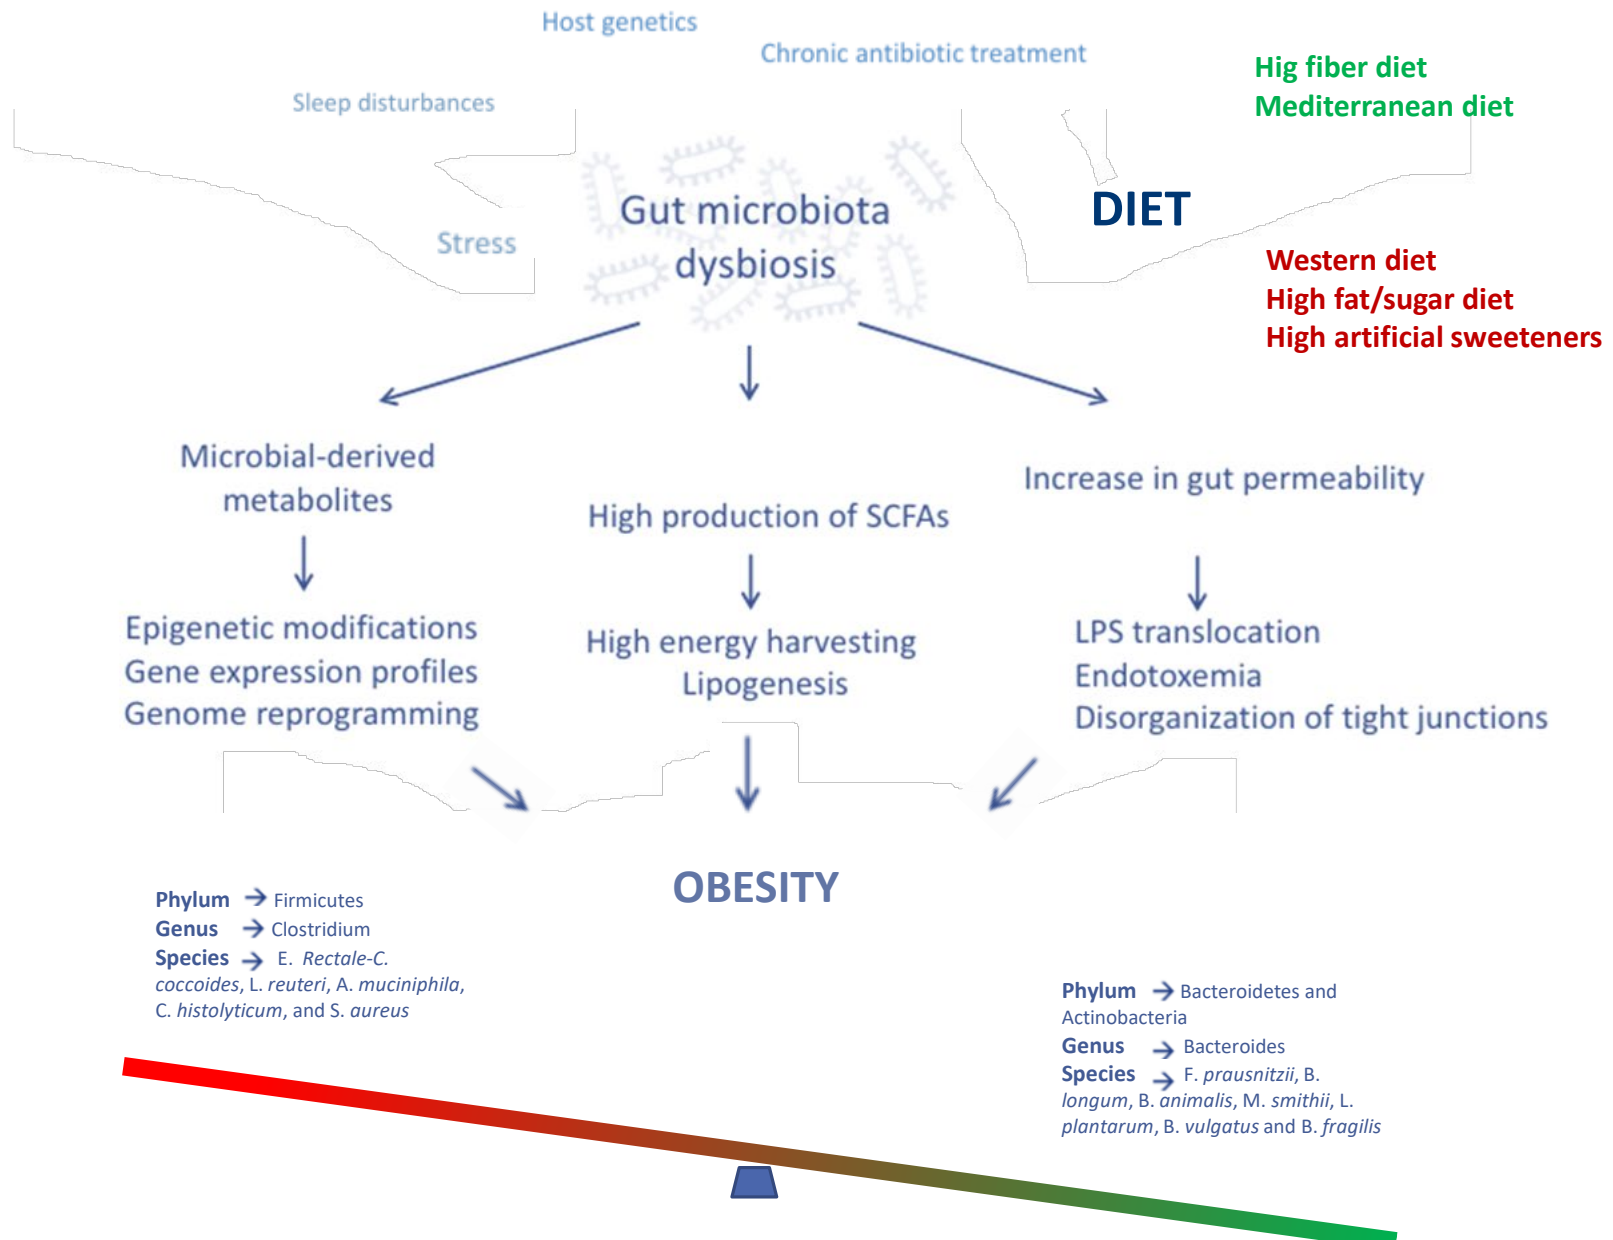 Host genetics
Chronic antibiotic treatment
Sleep disturbances
Stress
Hig fiber diet
Mediterranean diet
DIET
Western diet
High fat/sugar diet
High artificial sweeteners
Gut microbiota
dysbiosis
Microbial-derived
metabolites
High production of SCFAs
Increase in gut permeability
Epigenetic modifications
Gene expression profiles
Genome reprogramming
High energy harvesting
Lipogenesis
LPS translocation
Endotoxemia
Disorganization of tight junctions
OBESITY
Phylum → Firmicutes
Genus → Clostridium
Species → E. Rectale-C.
coccoides, L. reuteri, A. muciniphila,
C. histolyticum, and S. aureus
Phylum → Bacteroidetes and
Actinobacteria
Genus → Bacteroides
Species → F. prausnitzii, B.
longum, B. animalis, M. smithii, L.
plantarum, B. vulgatus and B. fragilis